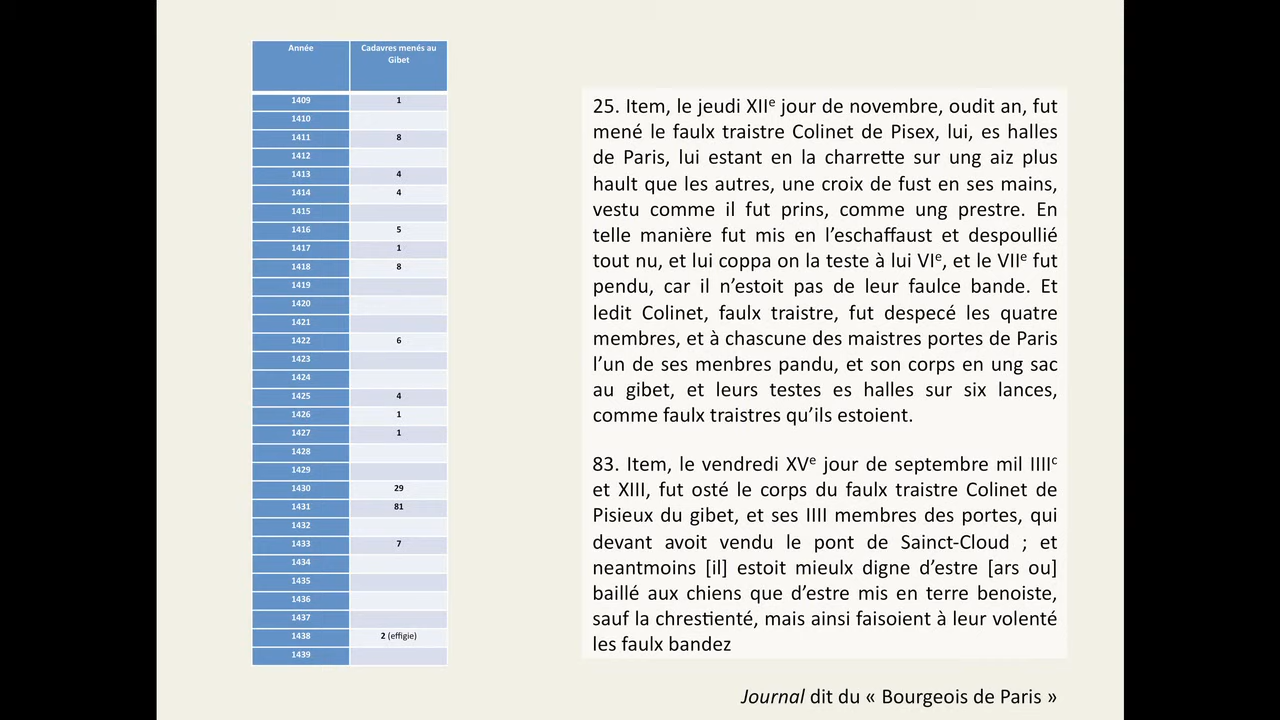 Année Cadavres menés au
Gibet
1409 1
1410
1411 8
1412
1413 4
1414 4
1415
1416 5
1417 1
1418 8
1419
1420
1421
1422 6
1423
1424
1425 4
1426 1
1427 1
1428
1429
1430 29
1431 81
1432
1433 7
1434
1435
1436
1437
1438 2 (effigie)
1439
25. Item, le jeudi XIIᵉ jour de novembre, oudit an, fut
mené le faulx traistre Colinet de Pisex, lui, es halles
de Paris, lui estant en la charrette sur ung aiz plus
hault que les autres, une croix de fust en ses mains,
vestu comme il fut prins, comme ung prestre. En
telle manière fut mis en l’eschaffaust et despoullié
tout nu, et lui coppa on la teste à lui VIᵉ, et le VIIᵉ fut
pendu, car il n’estoit pas de leur faulce bande. Et
ledit Colinet, faulx traistre, fut despecé les quatre
membres, et à chascune des maistres portes de Paris
l’un de ses menbres pandu, et son corps en ung sac
au gibet, et leurs testes es halles sur six lances,
comme faulx traistres qu’ils estoient.
83. Item, le vendredi XVᵉ jour de septembre mil IIIIᶜ
et XIII, fut osté le corps du faulx traistre Colinet de
Pisieux du gibet, et ses IIII membres des portes, qui
devant avoit vendu le pont de Sainct-Cloud ; et
neantmoins [il] estoit mieulx digne d’estre [ars ou]
baillé aux chiens que d’estre mis en terre benoiste,
sauf la chrestienté, mais ainsi faisoient à leur volenté
les faulx bandez
Journal dit du « Bourgeois de Paris »